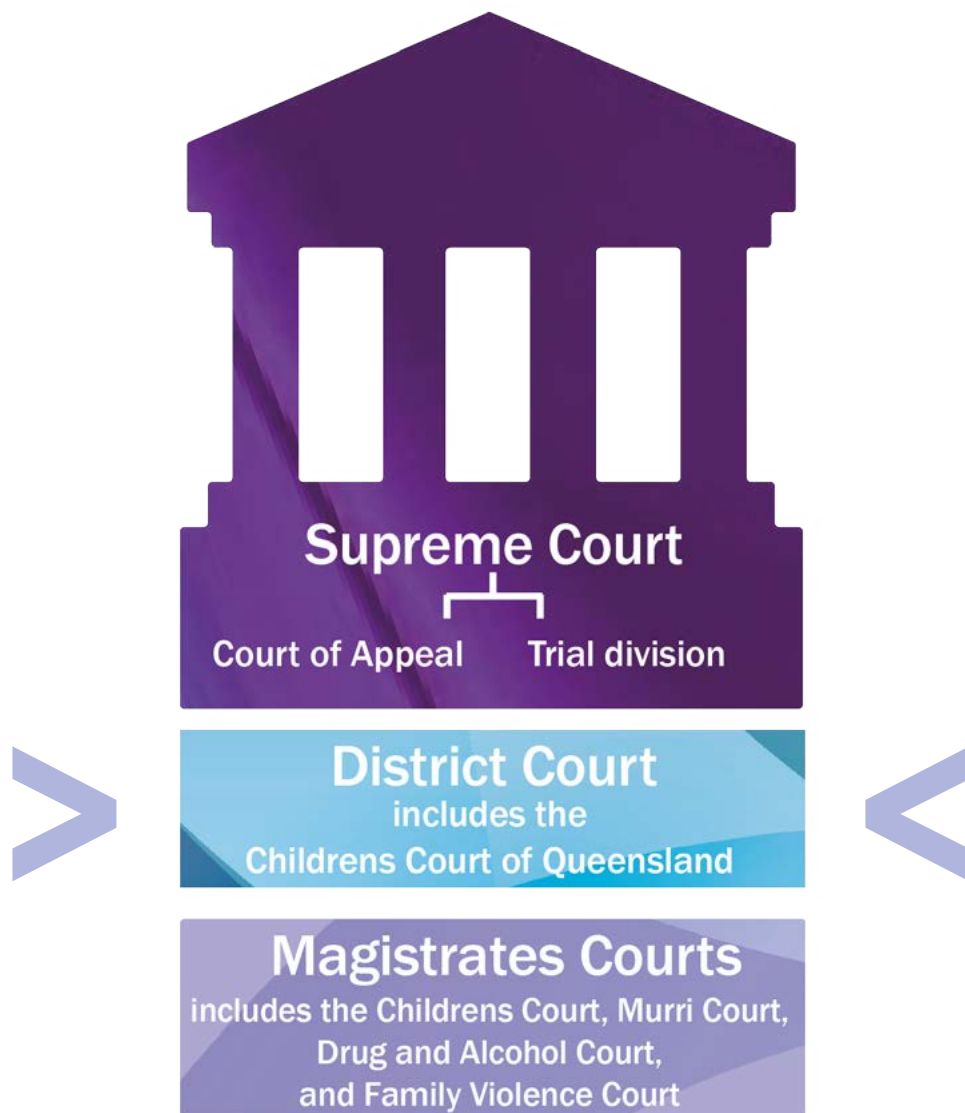 Supreme Court
Court of Appeal Trial division
District Court
includes the
Childrens Court of Queensland
Magistrates Courts
includes the Childrens Court, Murri Court,
Drug and Alcohol Court,
and Family Violence Court